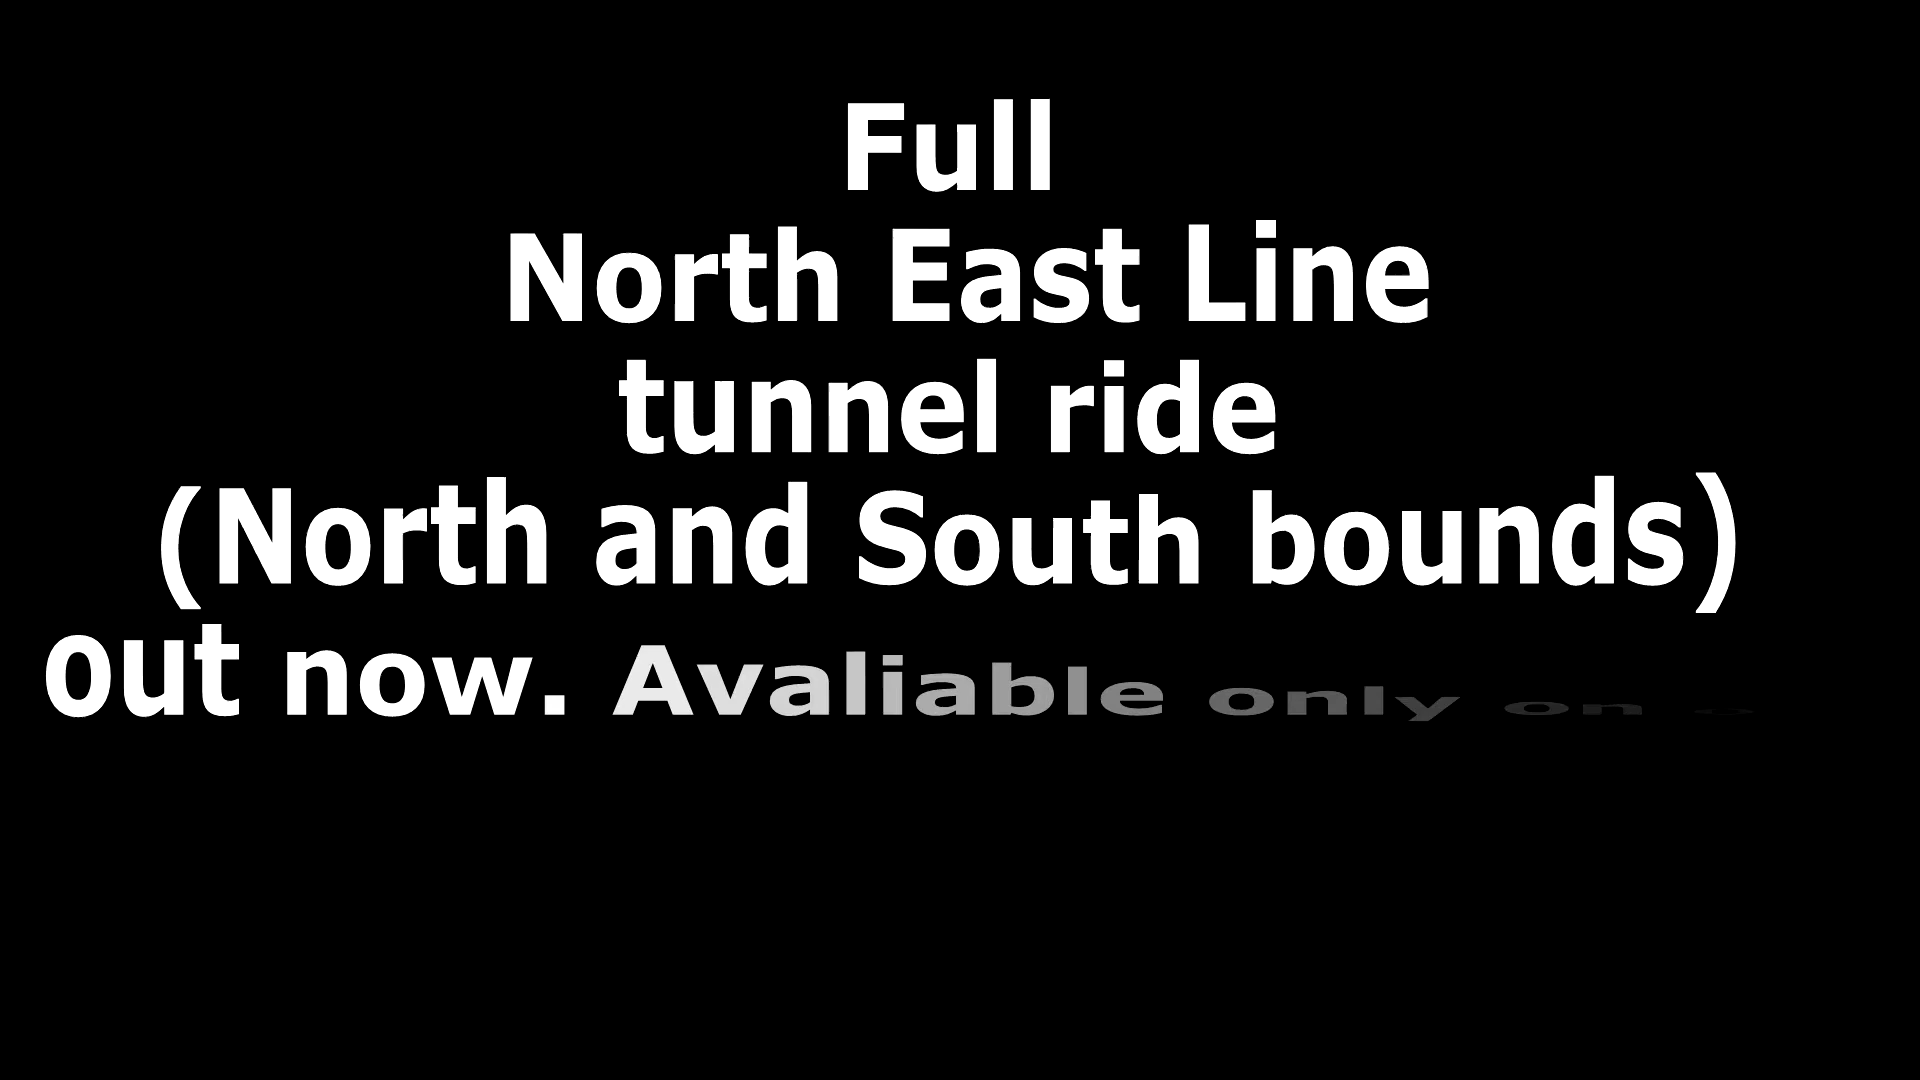 Full
North East Line
tunnel ride
(North and South bounds)
out now. Avaliable only on